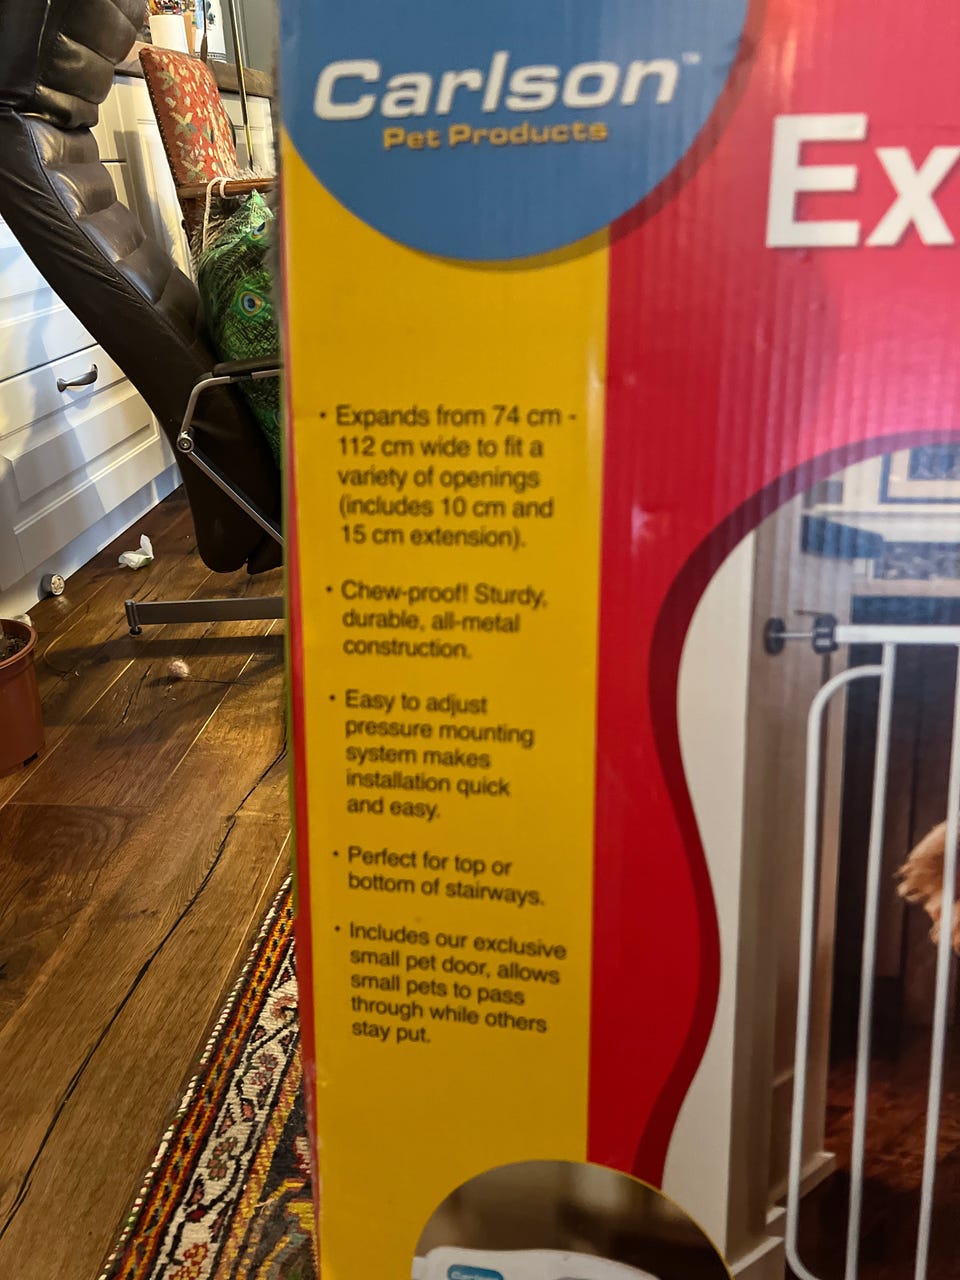 Carlson™
Pet Products
Ex
• Expands from 74 cm -
112 cm wide to fit a
variety of openings
(includes 10 cm and
15 cm extension).
• Chew-proof! Sturdy,
durable, all-metal
construction.
• Easy to adjust
pressure mounting
system makes
installation quick
and easy.
• Perfect for top or
bottom of stairways.
• Includes our exclusive
small pet door, allows
small pets to pass
through while others
stay put.
Carlson